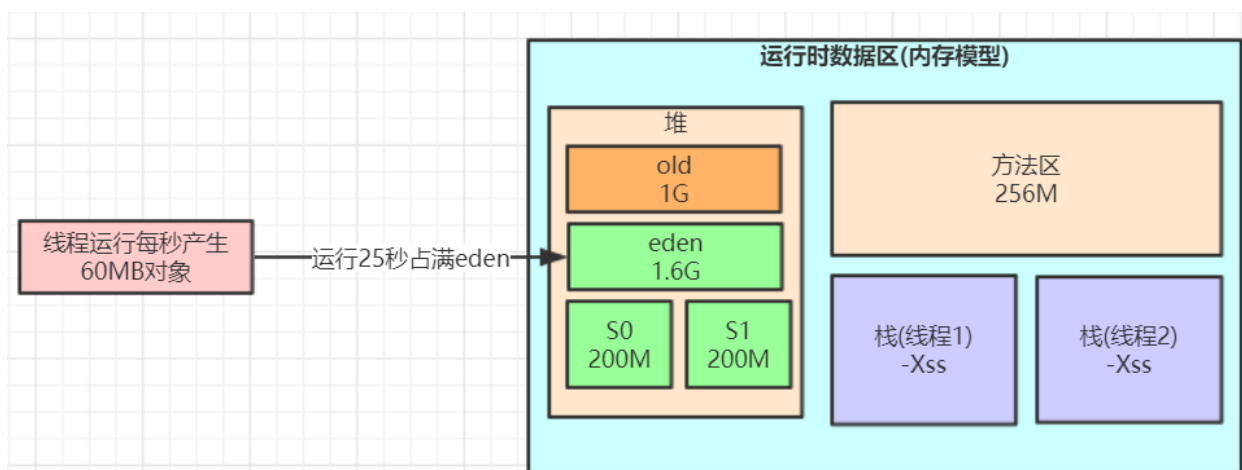 运行时数据区(内存模型)
堆
old
1G
方法区
256M
线程运行每秒产生
60MB对象
运行25秒占满eden
eden
1.6G
S0
200M
S1
200M
栈(线程1)
-Xss
栈(线程2)
-Xss